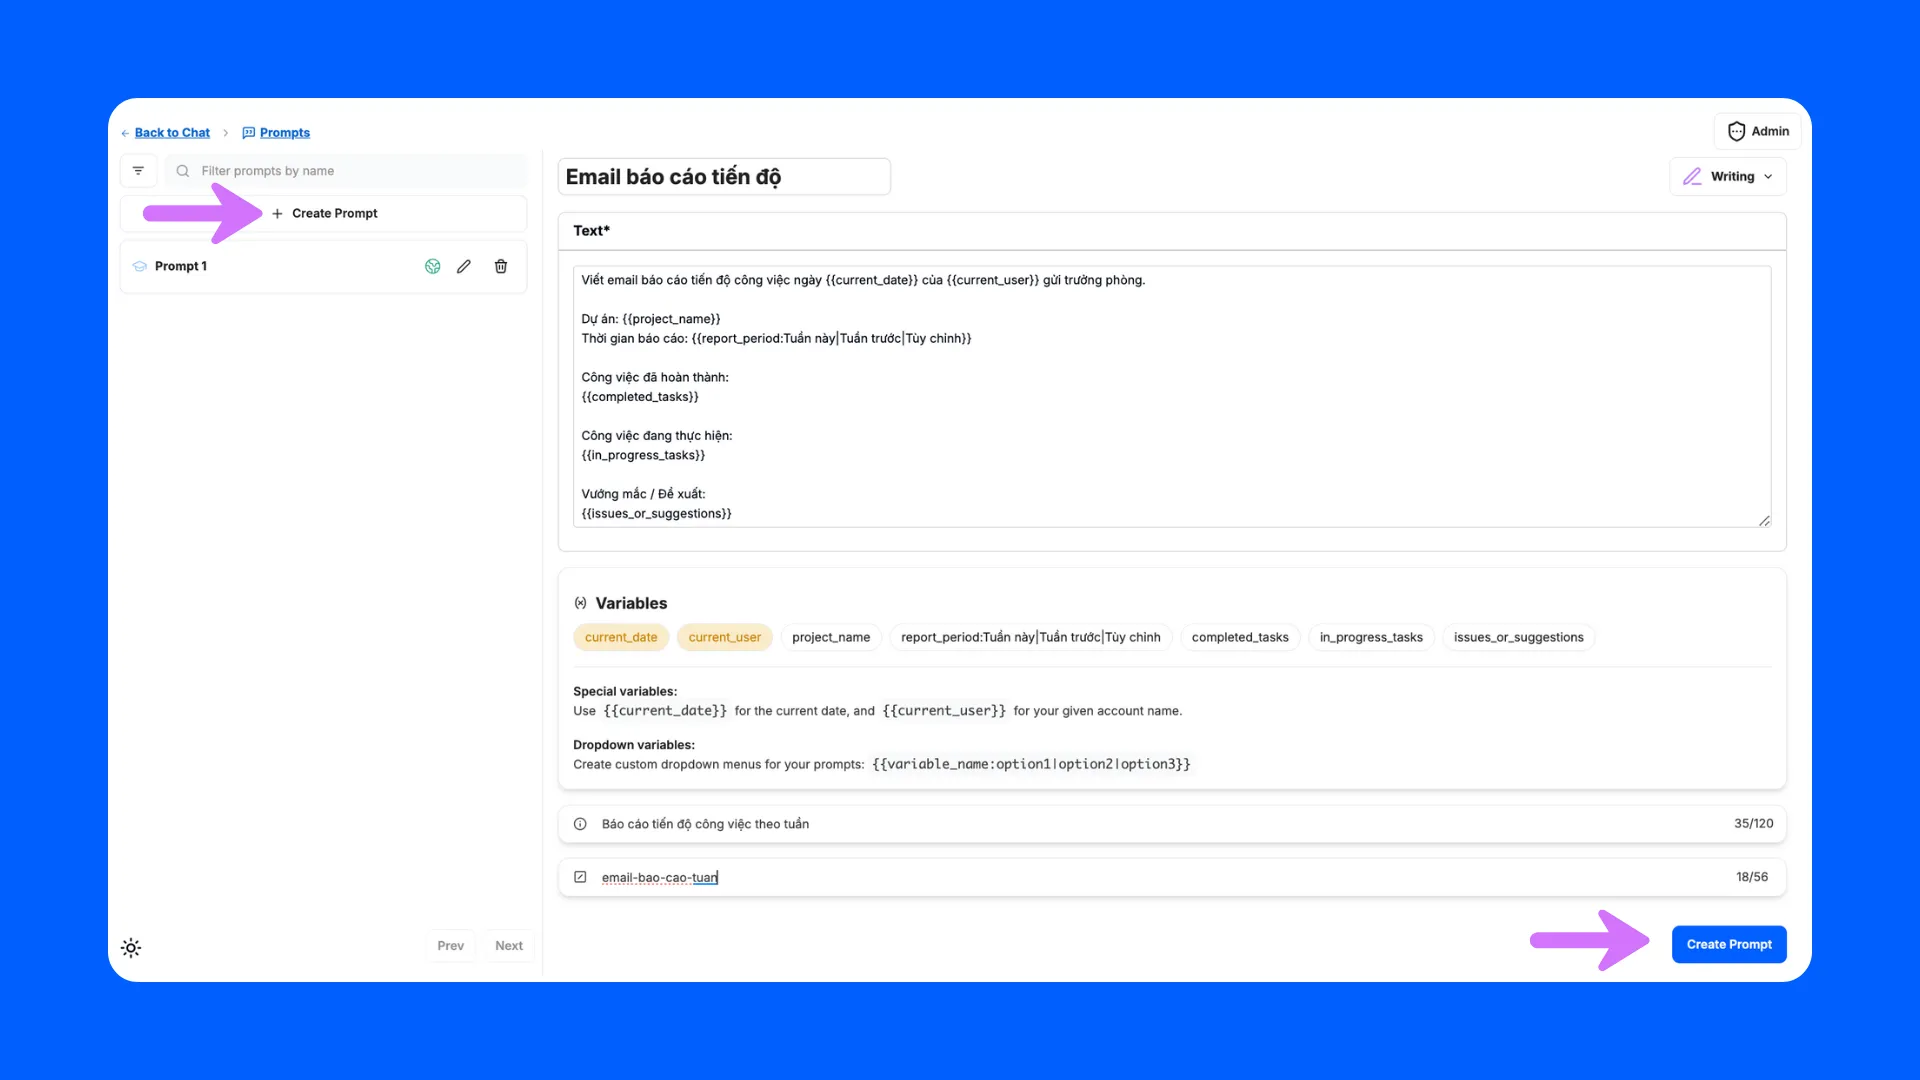 Back to Chat
Prompts
Admin
Filter prompts by name
Create Prompt
Prompt 1
Prev
Next
Email báo cáo tiến độ
Writing
Text*
Viết email báo cáo tiến độ công việc ngày {{current_date}} của {{current_user}} gửi trưởng phòng.
Dự án: {{project_name}}
Thời gian báo cáo: {{report_period:Tuần này|Tuần trước|Tùy chỉnh}}
Công việc đã hoàn thành:
{{completed_tasks}}
Công việc đang thực hiện:
{{in_progress_tasks}}
Vướng mắc / Đề xuất:
{{issues_or_suggestions}}
Variables
current_date current_user project_name report_period:Tuần này|Tuần trước|Tùy chỉnh completed_tasks in_progress_tasks issues_or_suggestions
Special variables:
Use {{current_date}} for the current date, and {{current_user}} for your given account name.
Dropdown variables:
Create custom dropdown menus for your prompts: {{variable_name:option1|option2|option3}}
Báo cáo tiến độ công việc theo tuần 35/120
email-bao-cao-tuan 18/56
Create Prompt